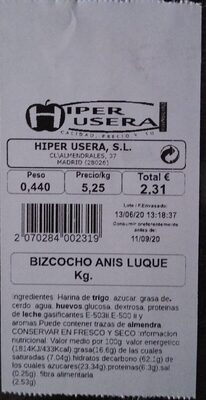 HIPER
USERA
CALIDAD, PRECIO Y
HIPER USERA, S.L.
C\ALMENDRALES, 37
MADRID (28026)
Peso Precio/kg Total €
0,440 5,25 2,31
Lote / F.Envasado:
13/06/20 13:18:37
Consumir preferentemente
antes de:
11/09/20
2 070284 002319
BIZCOCHO ANIS LUQUE
Kg.
Ingredientes Harina de trigo, azucar, grasa de
cerdo agua, huevos glucosa, dextrosa, proteinas
de leche gasificantes E-503ii E-500 ii y
aromas. Puede contener trazas de almendra
CONSERVAR EN FRESCO Y SECO Informacion
nutricional. Valor medio por 100g: valor energetico
(1814KJ/433Kcal) grasa(16.6g) de las cuales
saturadas (7.04g) hidratos decarbono (62.1g) de
los cuales azucares(23.34g),proteinas(6.3g),sal
(0.25g) fibra alimentaria
(2.53g)